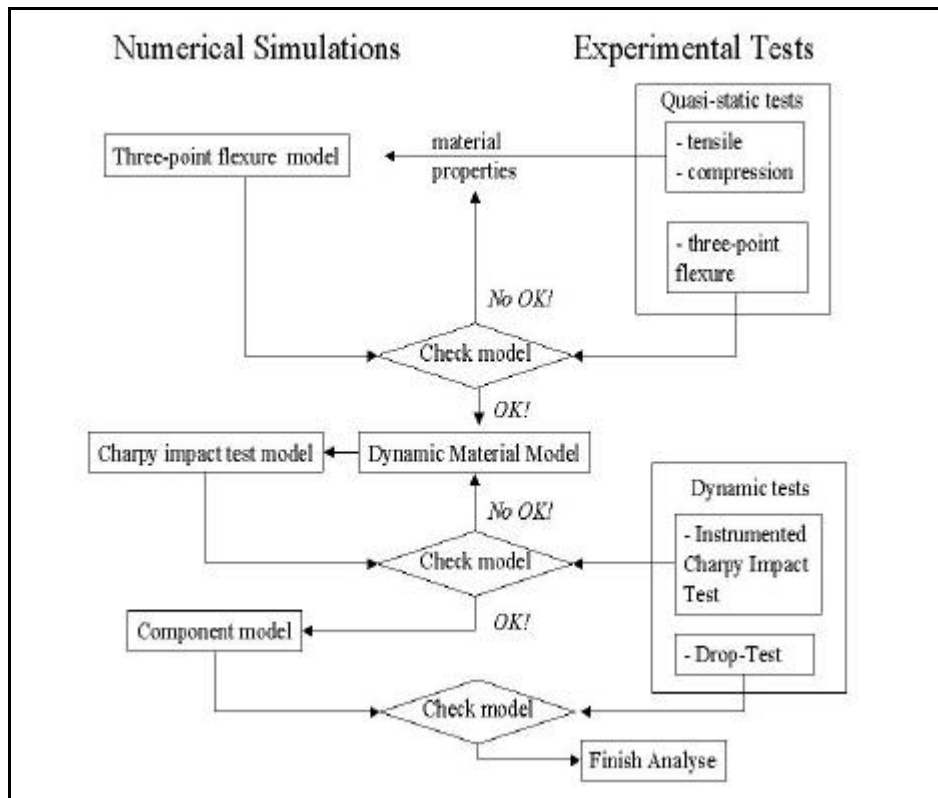 Numerical Simulations
Experimental Tests
Quasi-static tests
- tensile
- compression
material
properties
Three-point flexure model
- three-point
flexure
No OK!
Check model
OK!
Charpy impact test model
Dynamic Material Model
Dynamic tests
No OK!
- Instrumented
Charpy Impact
Test
Check model
OK!
Component model
- Drop-Test
Check model
Finish Analyse